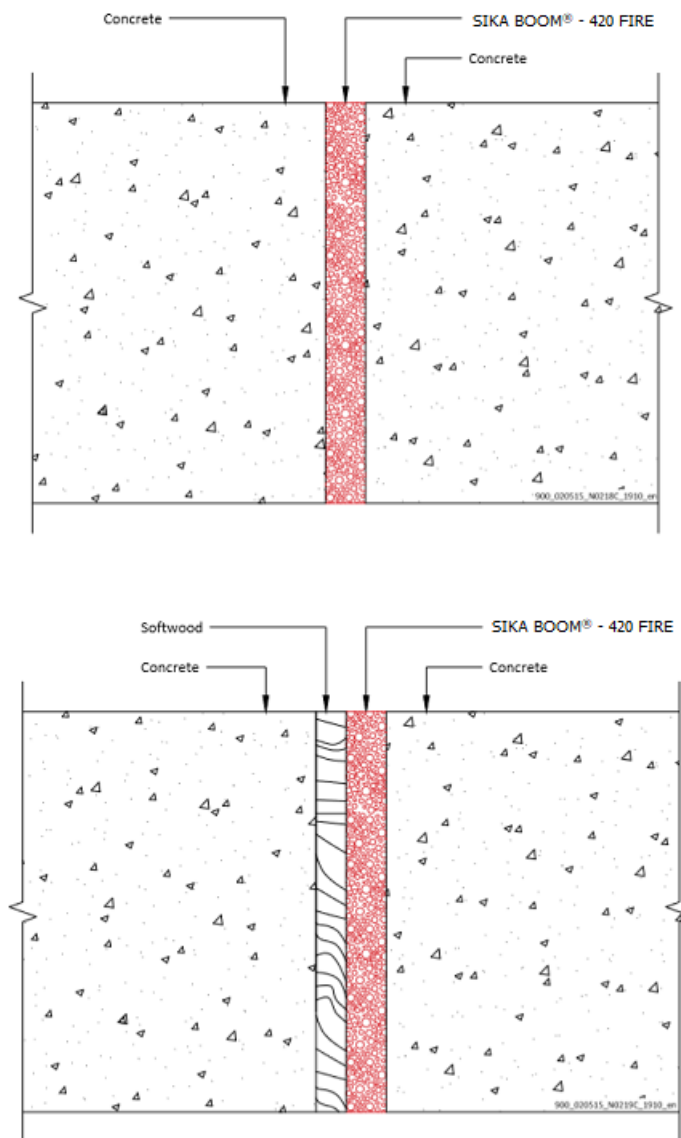 Concrete
SIKA BOOM® - 420 FIRE
Concrete
900_020515_N0218C_1910_en
Softwood
SIKA BOOM® - 420 FIRE
Concrete
Concrete
900_020515_N0219C_1910_en